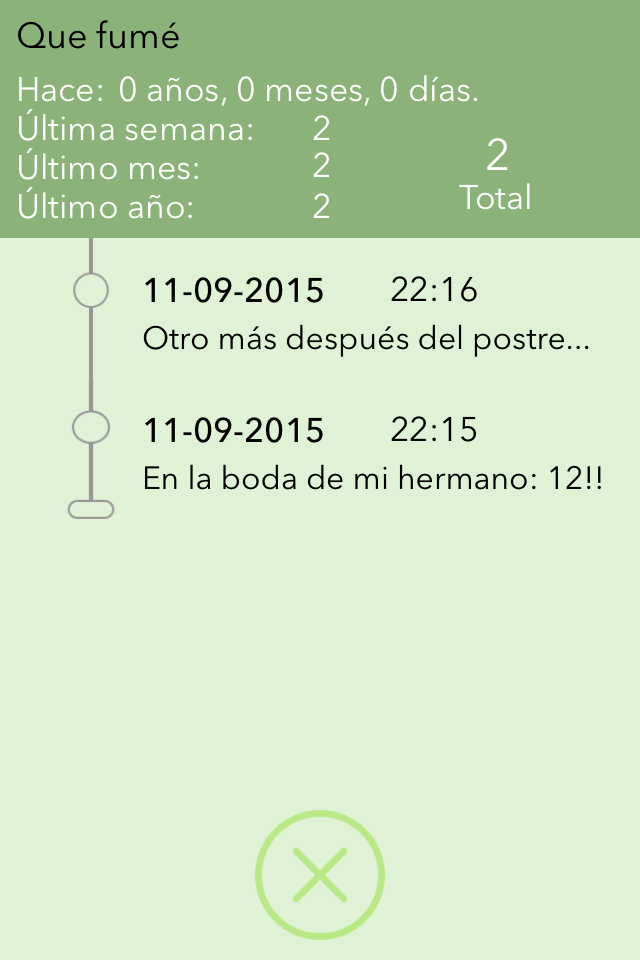 Que fumé
Hace: 0 años, 0 meses, 0 días.
Última semana: 2
Último mes: 2
Último año: 2
2
Total
11-09-2015 22:16
Otro más después del postre...
11-09-2015 22:15
En la boda de mi hermano: 12!!